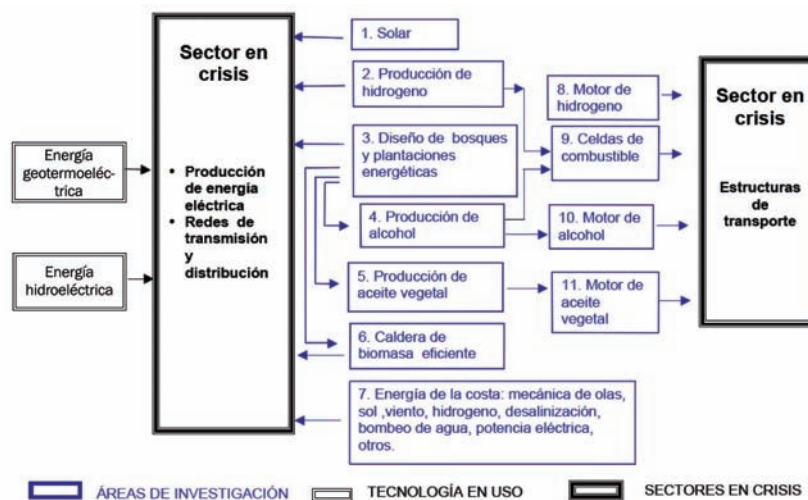 Energía
geotermoeléc-
trica
Energía
hidroeléctrica
Sector en
crisis
• Producción
de energía
eléctrica
• Redes de
transmisión
y
distribución
1. Solar
2. Producción de
hidrogeno
3. Diseño de bosques
y plantaciones
energéticas
4. Producción de
alcohol
5. Producción de
aceite vegetal
6. Caldera de
biomasa eficiente
7. Energía de la costa: mecánica de olas,
sol ,viento, hidrogeno, desalinización,
bombeo de agua, potencia eléctrica,
otros.
8. Motor de
hidrogeno
9. Celdas de
combustible
10. Motor de
alcohol
11. Motor de
aceite
vegetal
Sector en
crisis
Estructuras
de
transporte
ÁREAS DE INVESTIGACIÓN
TECNOLOGÍA EN USO
SECTORES EN CRISIS